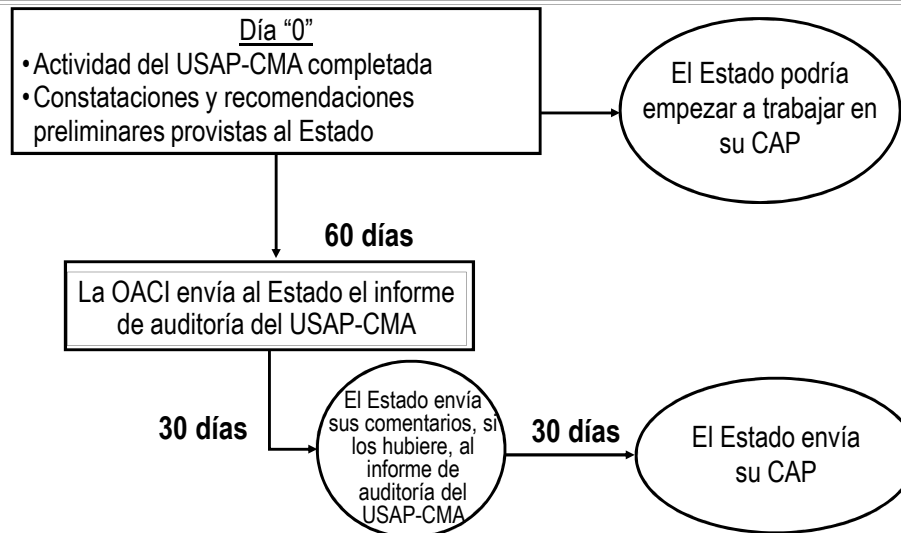 Día “0”
•Actividad del USAP-CMA completada
•Constataciones y recomendaciones
preliminares provistas al Estado
El Estado podría
empezar a trabajar en
su CAP
60 días
La OACI envía al Estado el informe
de auditoría del USAP-CMA
30 días
El Estado envía
sus comentarios, si
los hubiere, al
informe de
auditoría del
USAP-CMA
30 días
El Estado envía
su CAP